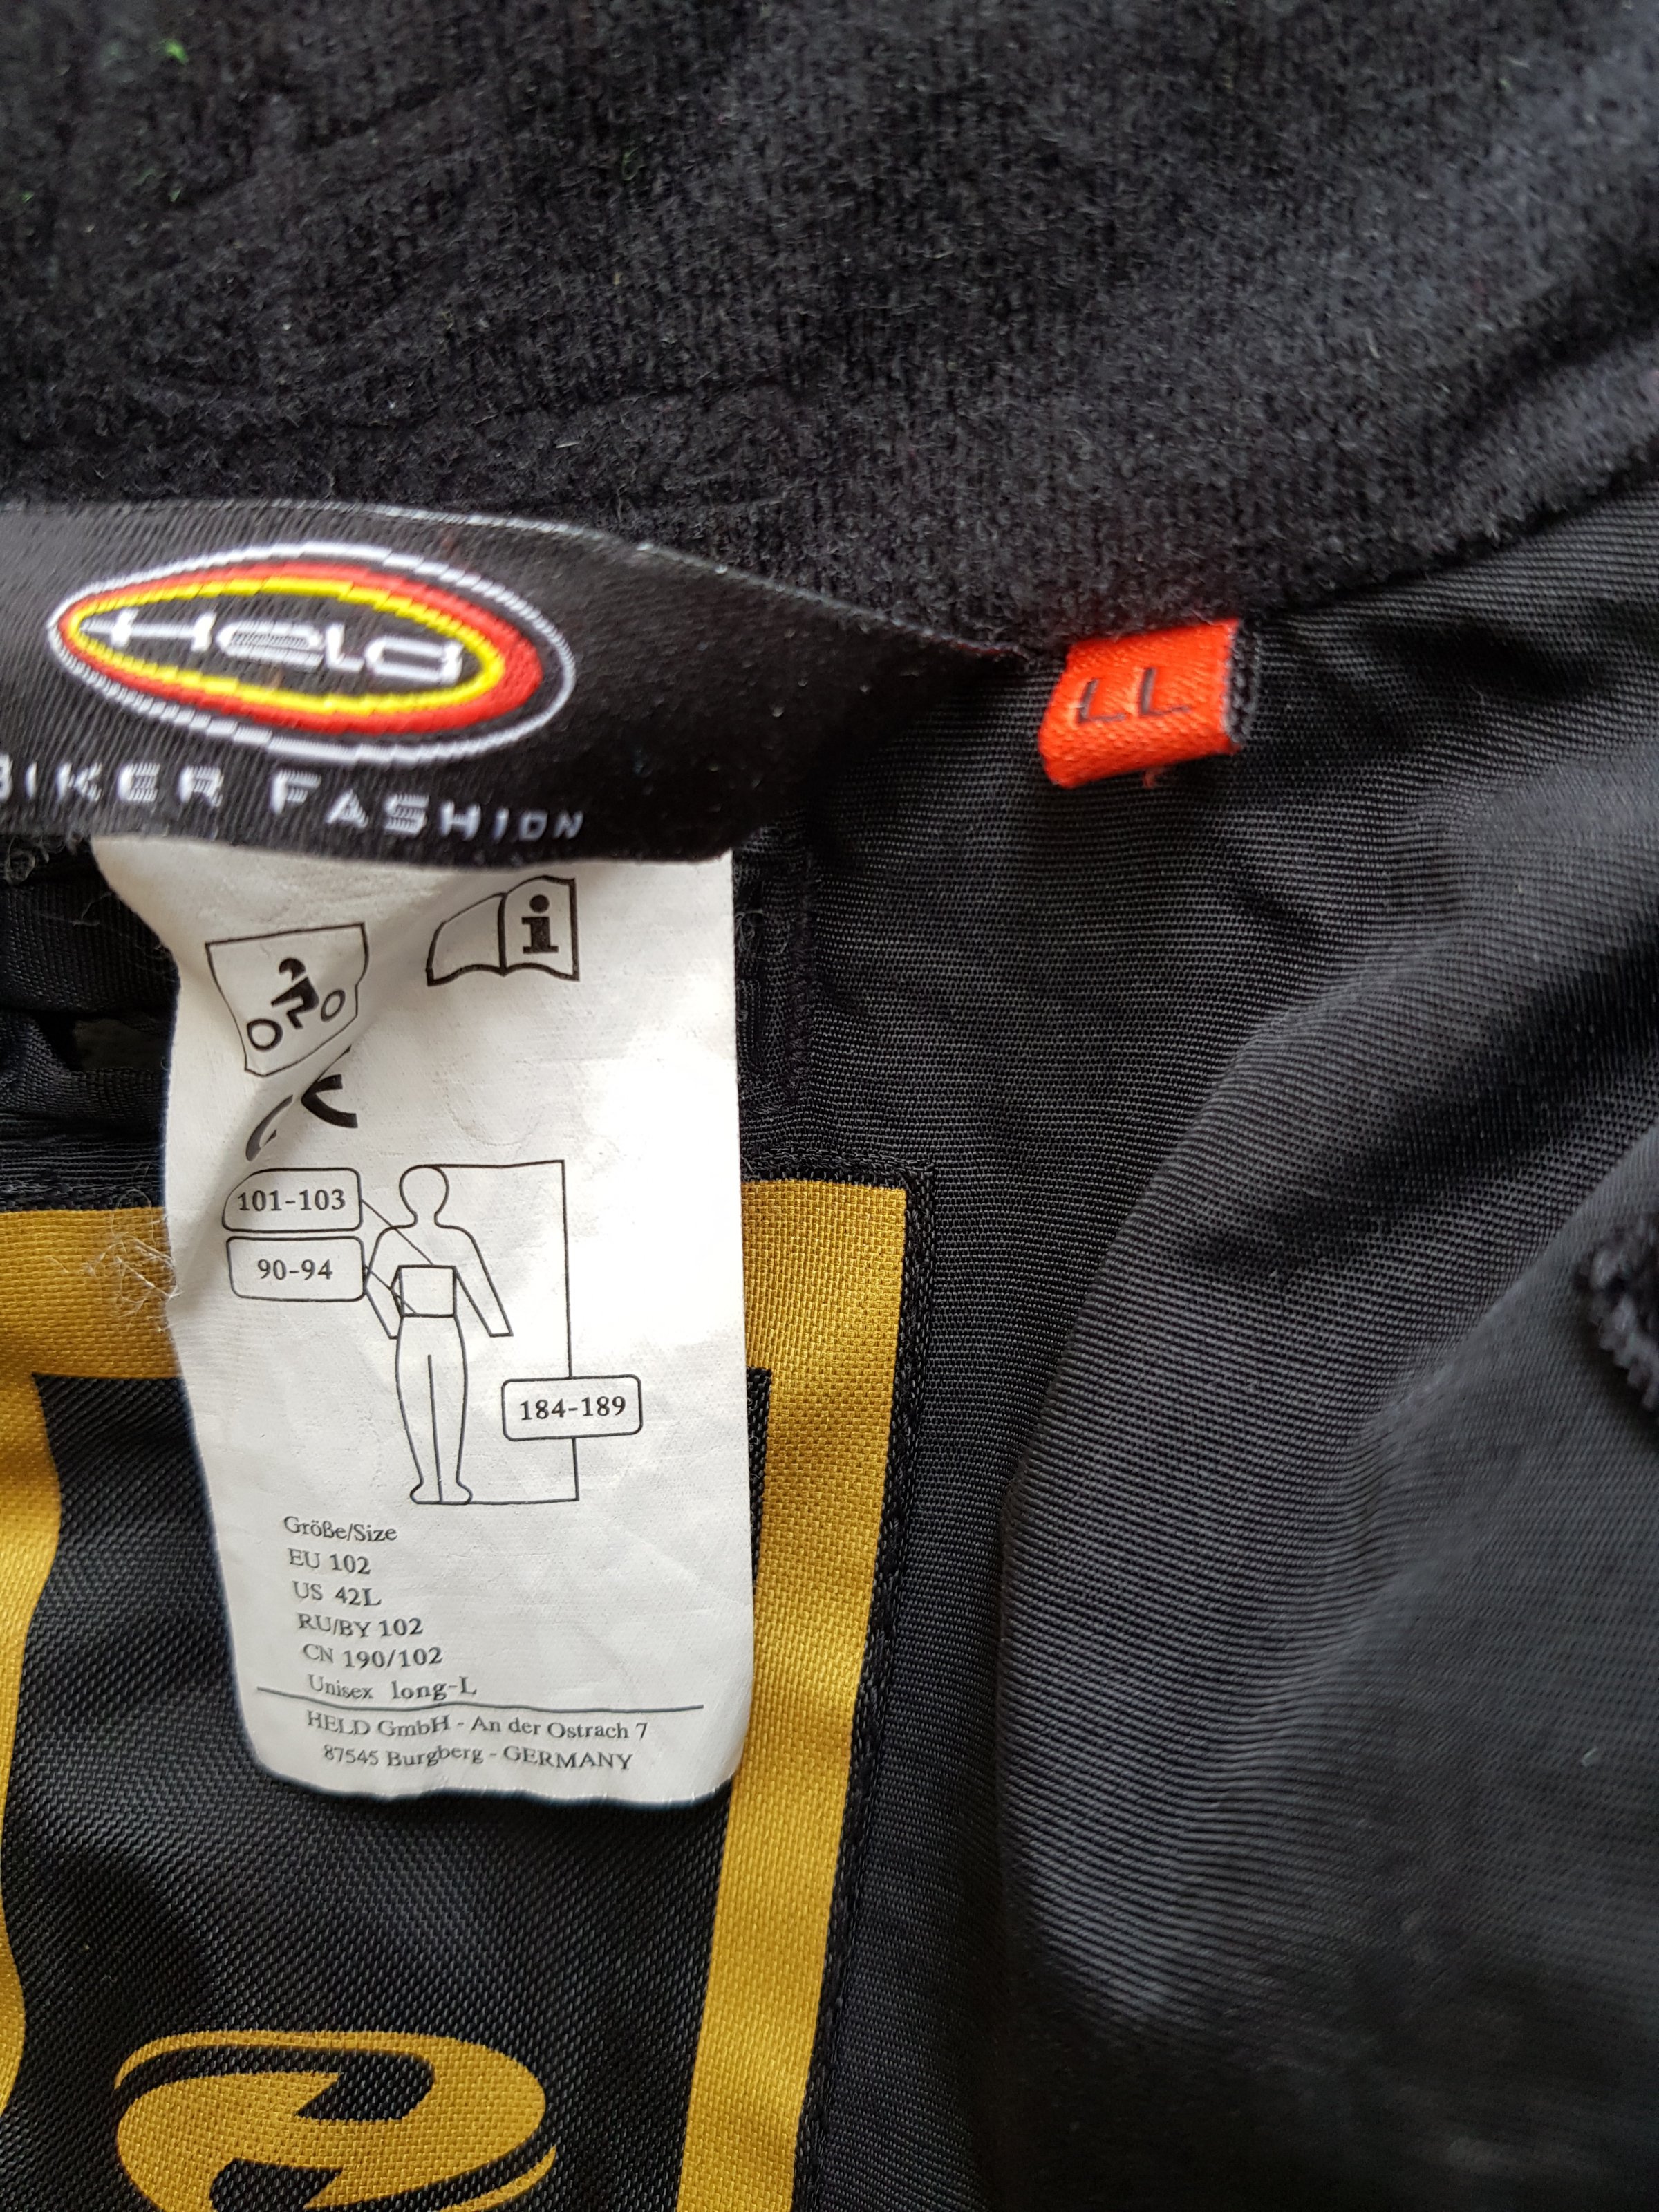 Held
BIKER FASHION
LL
i
CE
101-103
90-94
184-189
Größe/Size
EU 102
US 42L
RU/BY 102
CN 190/102
Unisex long-L
HELD GmbH - An der Ostrach 7
87545 Burgberg - GERMANY